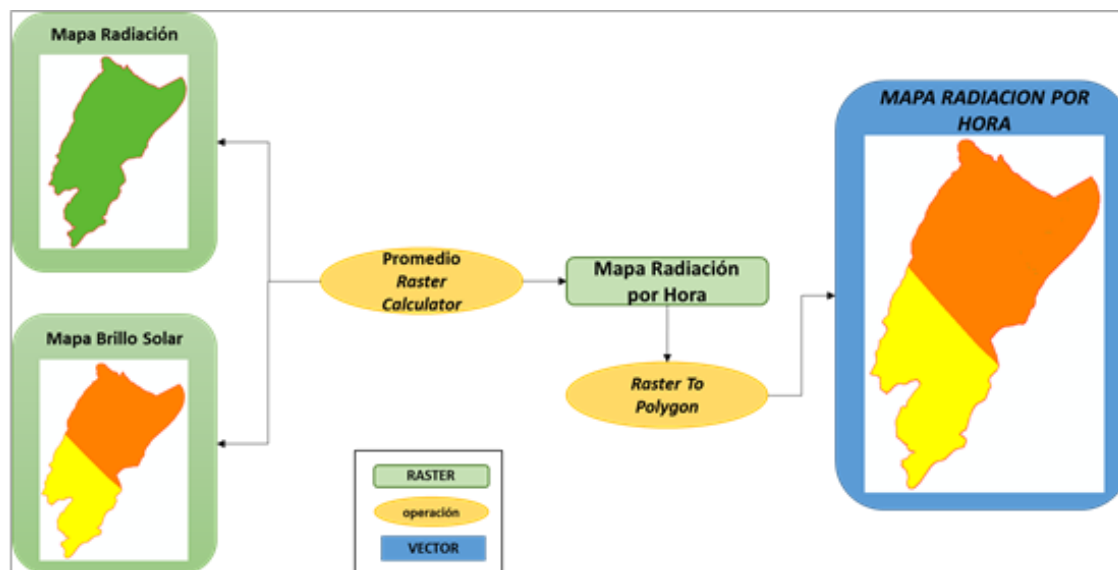 Mapa Radiación
Mapa Brillo Solar
Promedio
Raster
Calculator
Mapa Radiación
por Hora
Raster To
Polygon
MAPA RADIACION POR
HORA
RASTER
operación
VECTOR